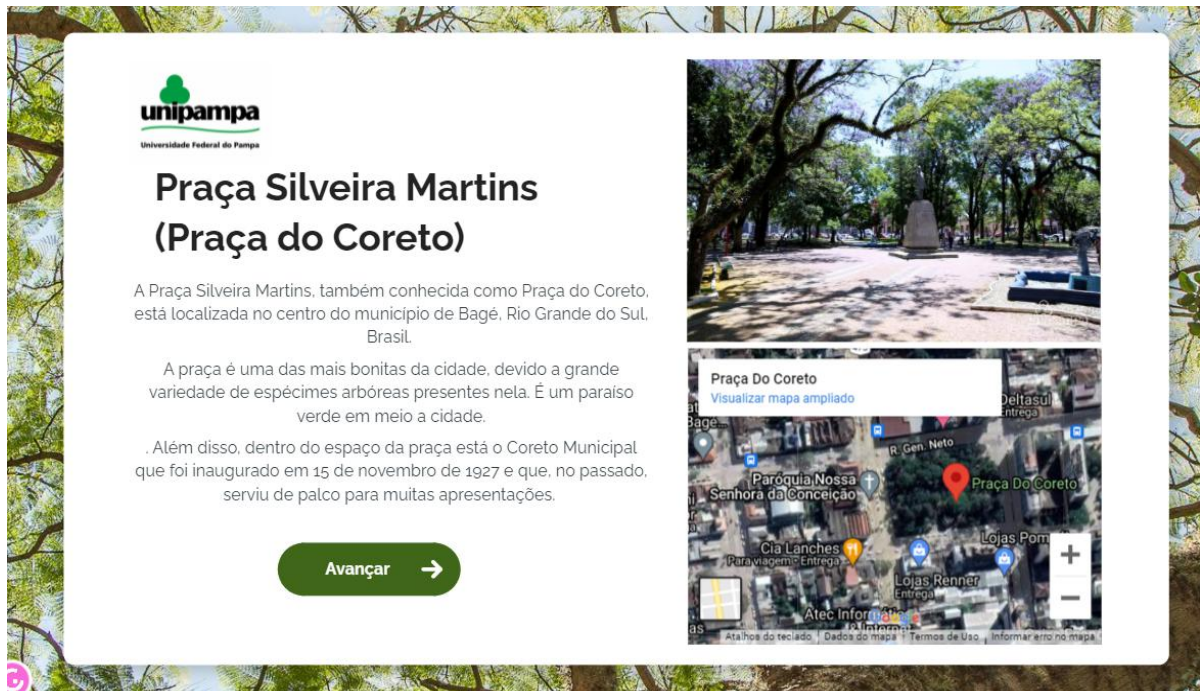 unipampa
Universidade Federal do Pampa
Praça Silveira Martins
(Praça do Coreto)
A Praça Silveira Martins, também conhecida como Praça do Coreto,
está localizada no centro do município de Bagé, Rio Grande do Sul,
Brasil.
A praça é uma das mais bonitas da cidade, devido a grande
variedade de espécimes arbóreas presentes nela. É um paraíso
verde em meio a cidade.
. Além disso, dentro do espaço da praça está o Coreto Municipal
que foi inaugurado em 15 de novembro de 1927 e que, no passado,
serviu de palco para muitas apresentações.
Avançar
Praça Do Coreto
Visualizar mapa ampliado
Deltasul
Entrega
Bagé...
R. Gen. Neto
Paróquia Nossa
Senhora da Conceição
Praça Do Coreto
Cia Lanches
Para viagem • Entrega
Lojas Pom
Lojas Renner
Entrega
Atec Informática
& Internet
Google
Atalhos do teclado
Dados do mapa
Termos de Uso
Informar erro no mapa